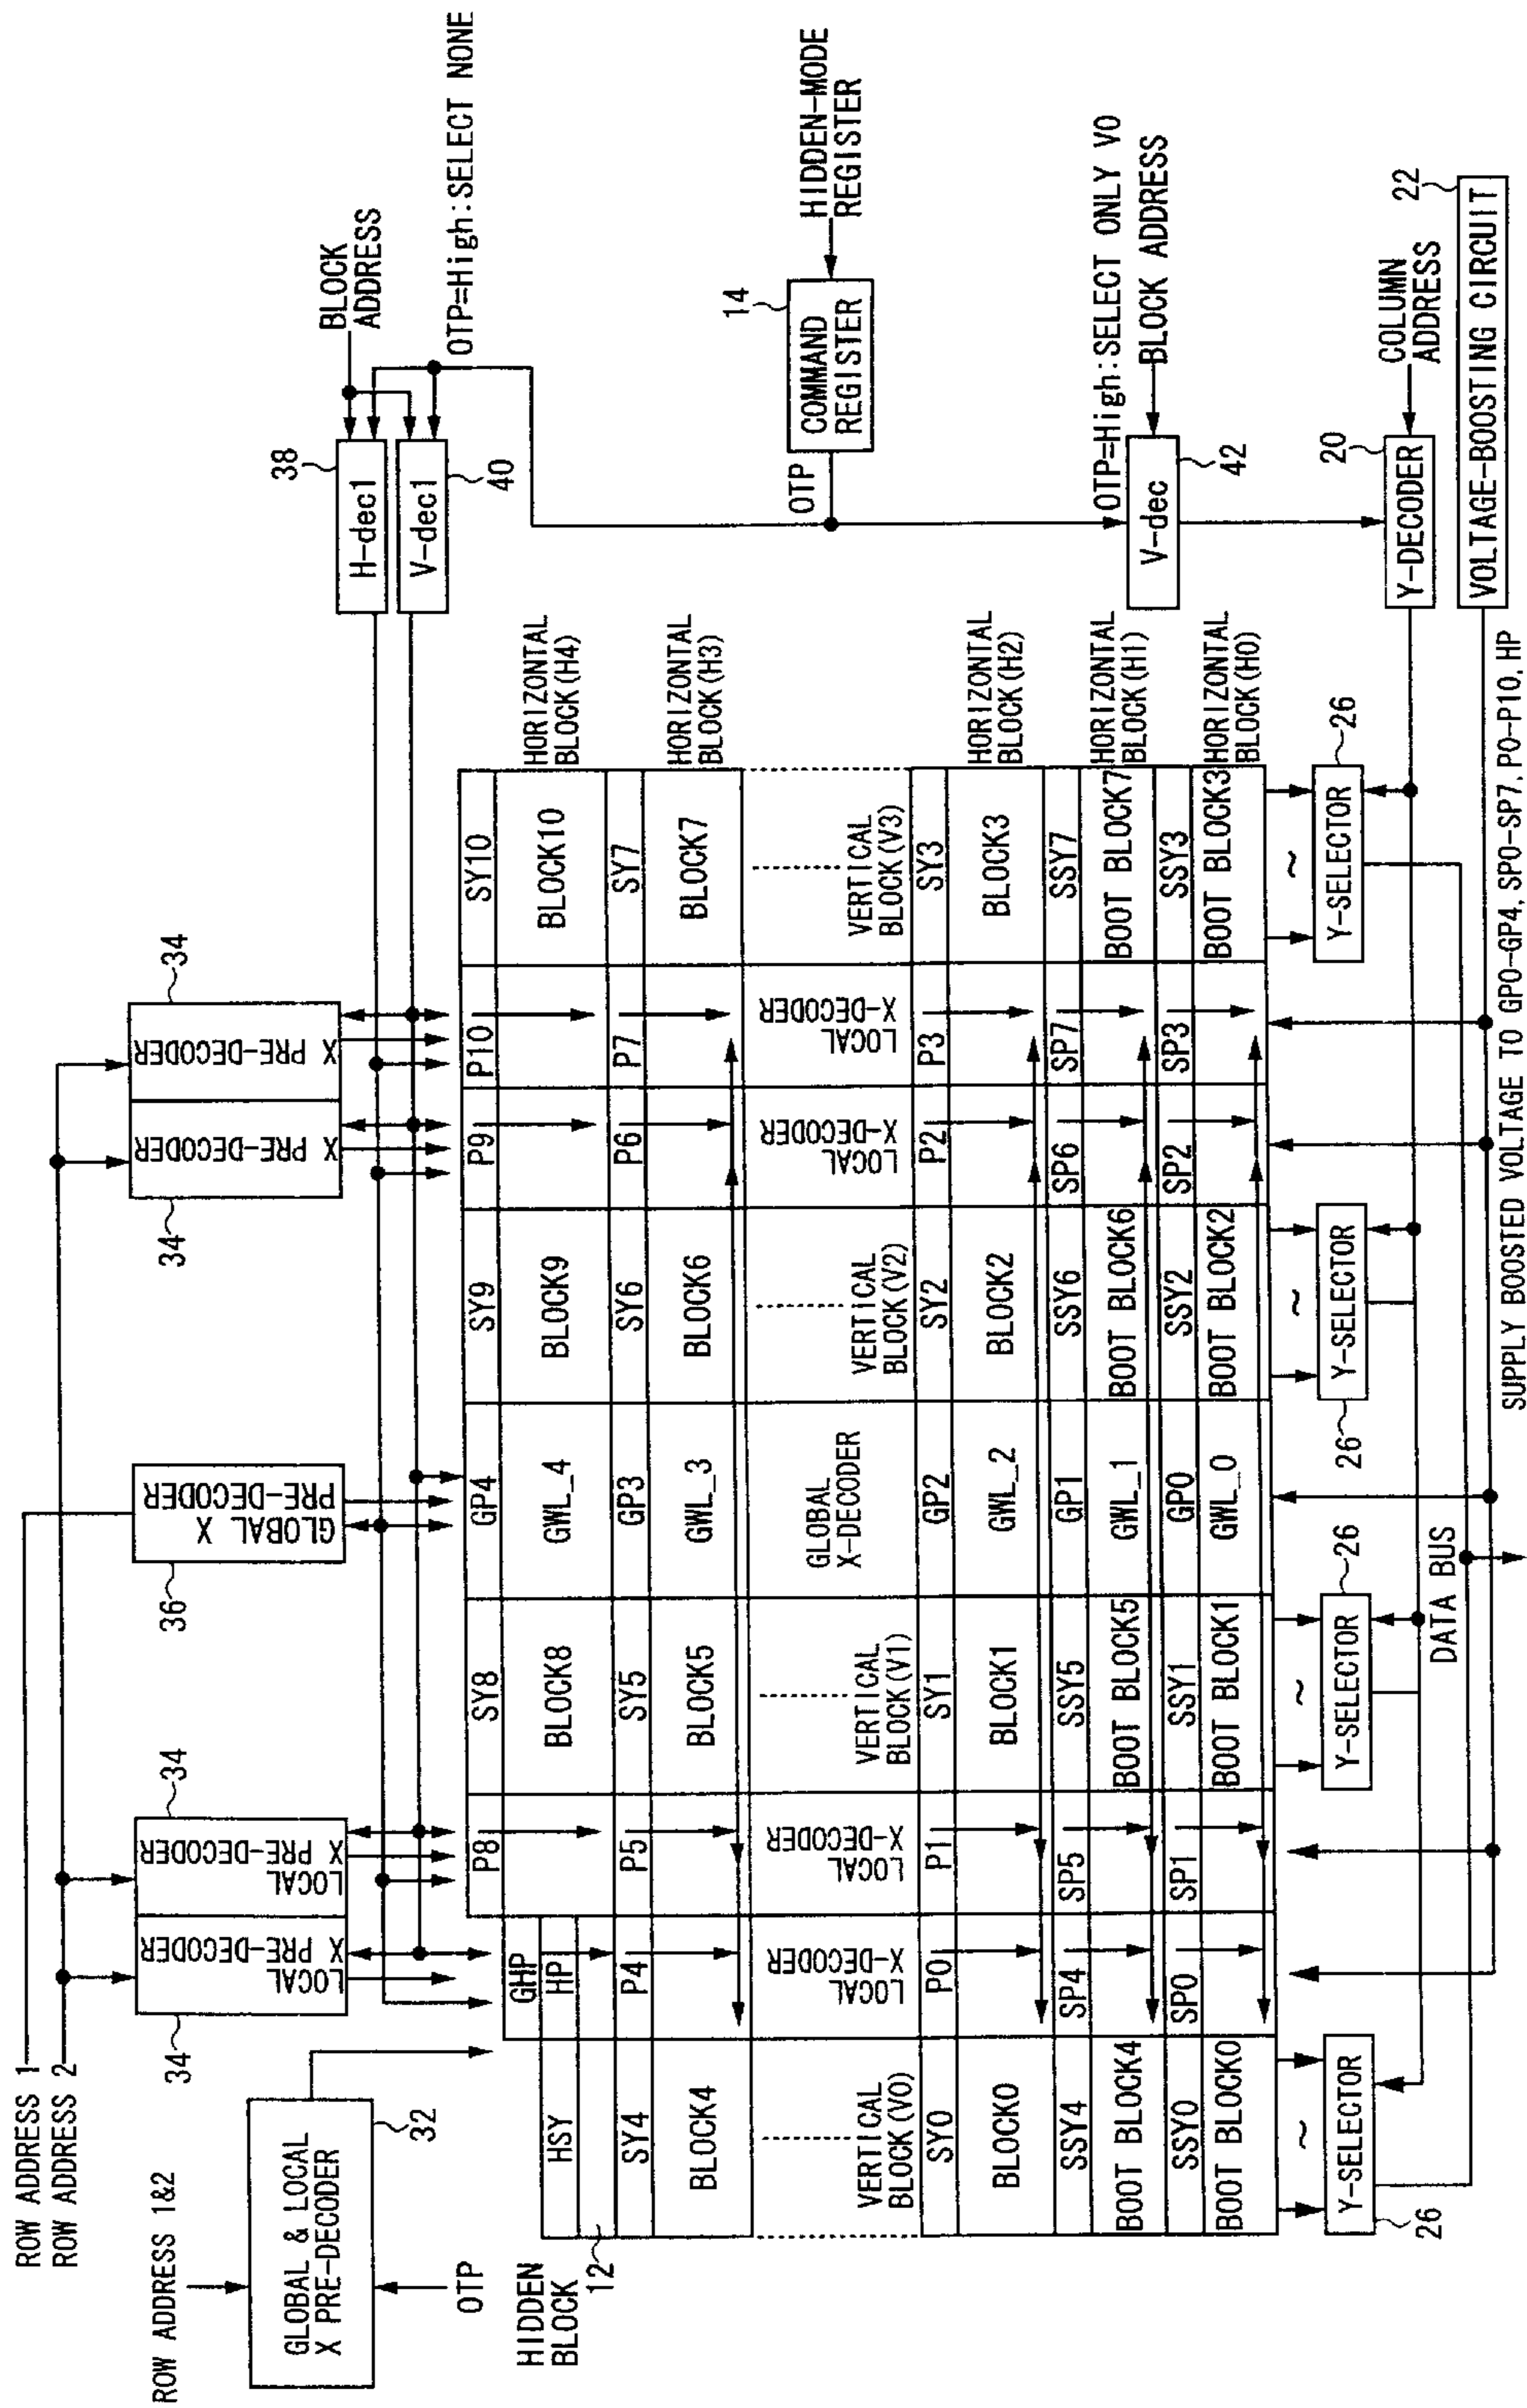 ROW ADDRESS 1
ROW ADDRESS 2
ROW ADDRESS 1&2
GLOBAL & LOCAL
X PRE-DECODER
32
OTP
HIDDEN
BLOCK
12
LOCAL
X PRE-DECODER
34
LOCAL
X PRE-DECODER
34
GLOBAL X
PRE-DECODER
36
X PRE-DECODER
34
X PRE-DECODER
34
H-dec1
38
V-dec1
40
BLOCK
ADDRESS
OTP=High:SELECT NONE
HIDDEN-MODE
REGISTER
COMMAND
REGISTER
14
OTP
OTP=High:SELECT ONLY V0
BLOCK ADDRESS
V-dec
42
COLUMN
ADDRESS
Y-DECODER
20
VOLTAGE-BOOSTING CIRCUIT
22
GHP
P8
SY8
GP4
SY9
P9
P10
SY10
HSY
HP
BLOCK8
GWL_4
BLOCK9
BLOCK10
HORIZONTAL
BLOCK(H4)
SY4
P4
P5
SY5
GP3
SY6
P6
P7
SY7
BLOCK4
BLOCK5
GWL_3
BLOCK6
BLOCK7
HORIZONTAL
BLOCK(H3)
VERTICAL
BLOCK(V0)
LOCAL
X-DECODER
LOCAL
X-DECODER
VERTICAL
BLOCK(V1)
GLOBAL
X-DECODER
VERTICAL
BLOCK(V2)
LOCAL
X-DECODER
LOCAL
X-DECODER
VERTICAL
BLOCK(V3)
SY0
P0
P1
SY1
GP2
SY2
P2
P3
SY3
BLOCK0
BLOCK1
GWL_2
BLOCK2
BLOCK3
HORIZONTAL
BLOCK(H2)
SSY4
SP4
SP5
SSY5
GP1
SSY6
SP6
SP7
SSY7
BOOT BLOCK4
BOOT BLOCK5
GWL_1
BOOT BLOCK6
BOOT BLOCK7
HORIZONTAL
BLOCK(H1)
SSY0
SP0
SP1
SSY1
GP0
SSY2
SP2
SP3
SSY3
BOOT BLOCK0
BOOT BLOCK1
GWL_0
BOOT BLOCK2
BOOT BLOCK3
HORIZONTAL
BLOCK(H0)
~
~
~
~
Y-SELECTOR
26
Y-SELECTOR
26
Y-SELECTOR
26
Y-SELECTOR
26
DATA BUS
SUPPLY BOOSTED VOLTAGE TO GP0-GP4, SP0-SP7, P0-P10, HP